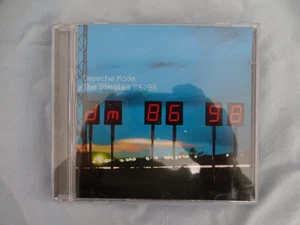 Depeche Mode
The Singles 86>98
dm 86 98